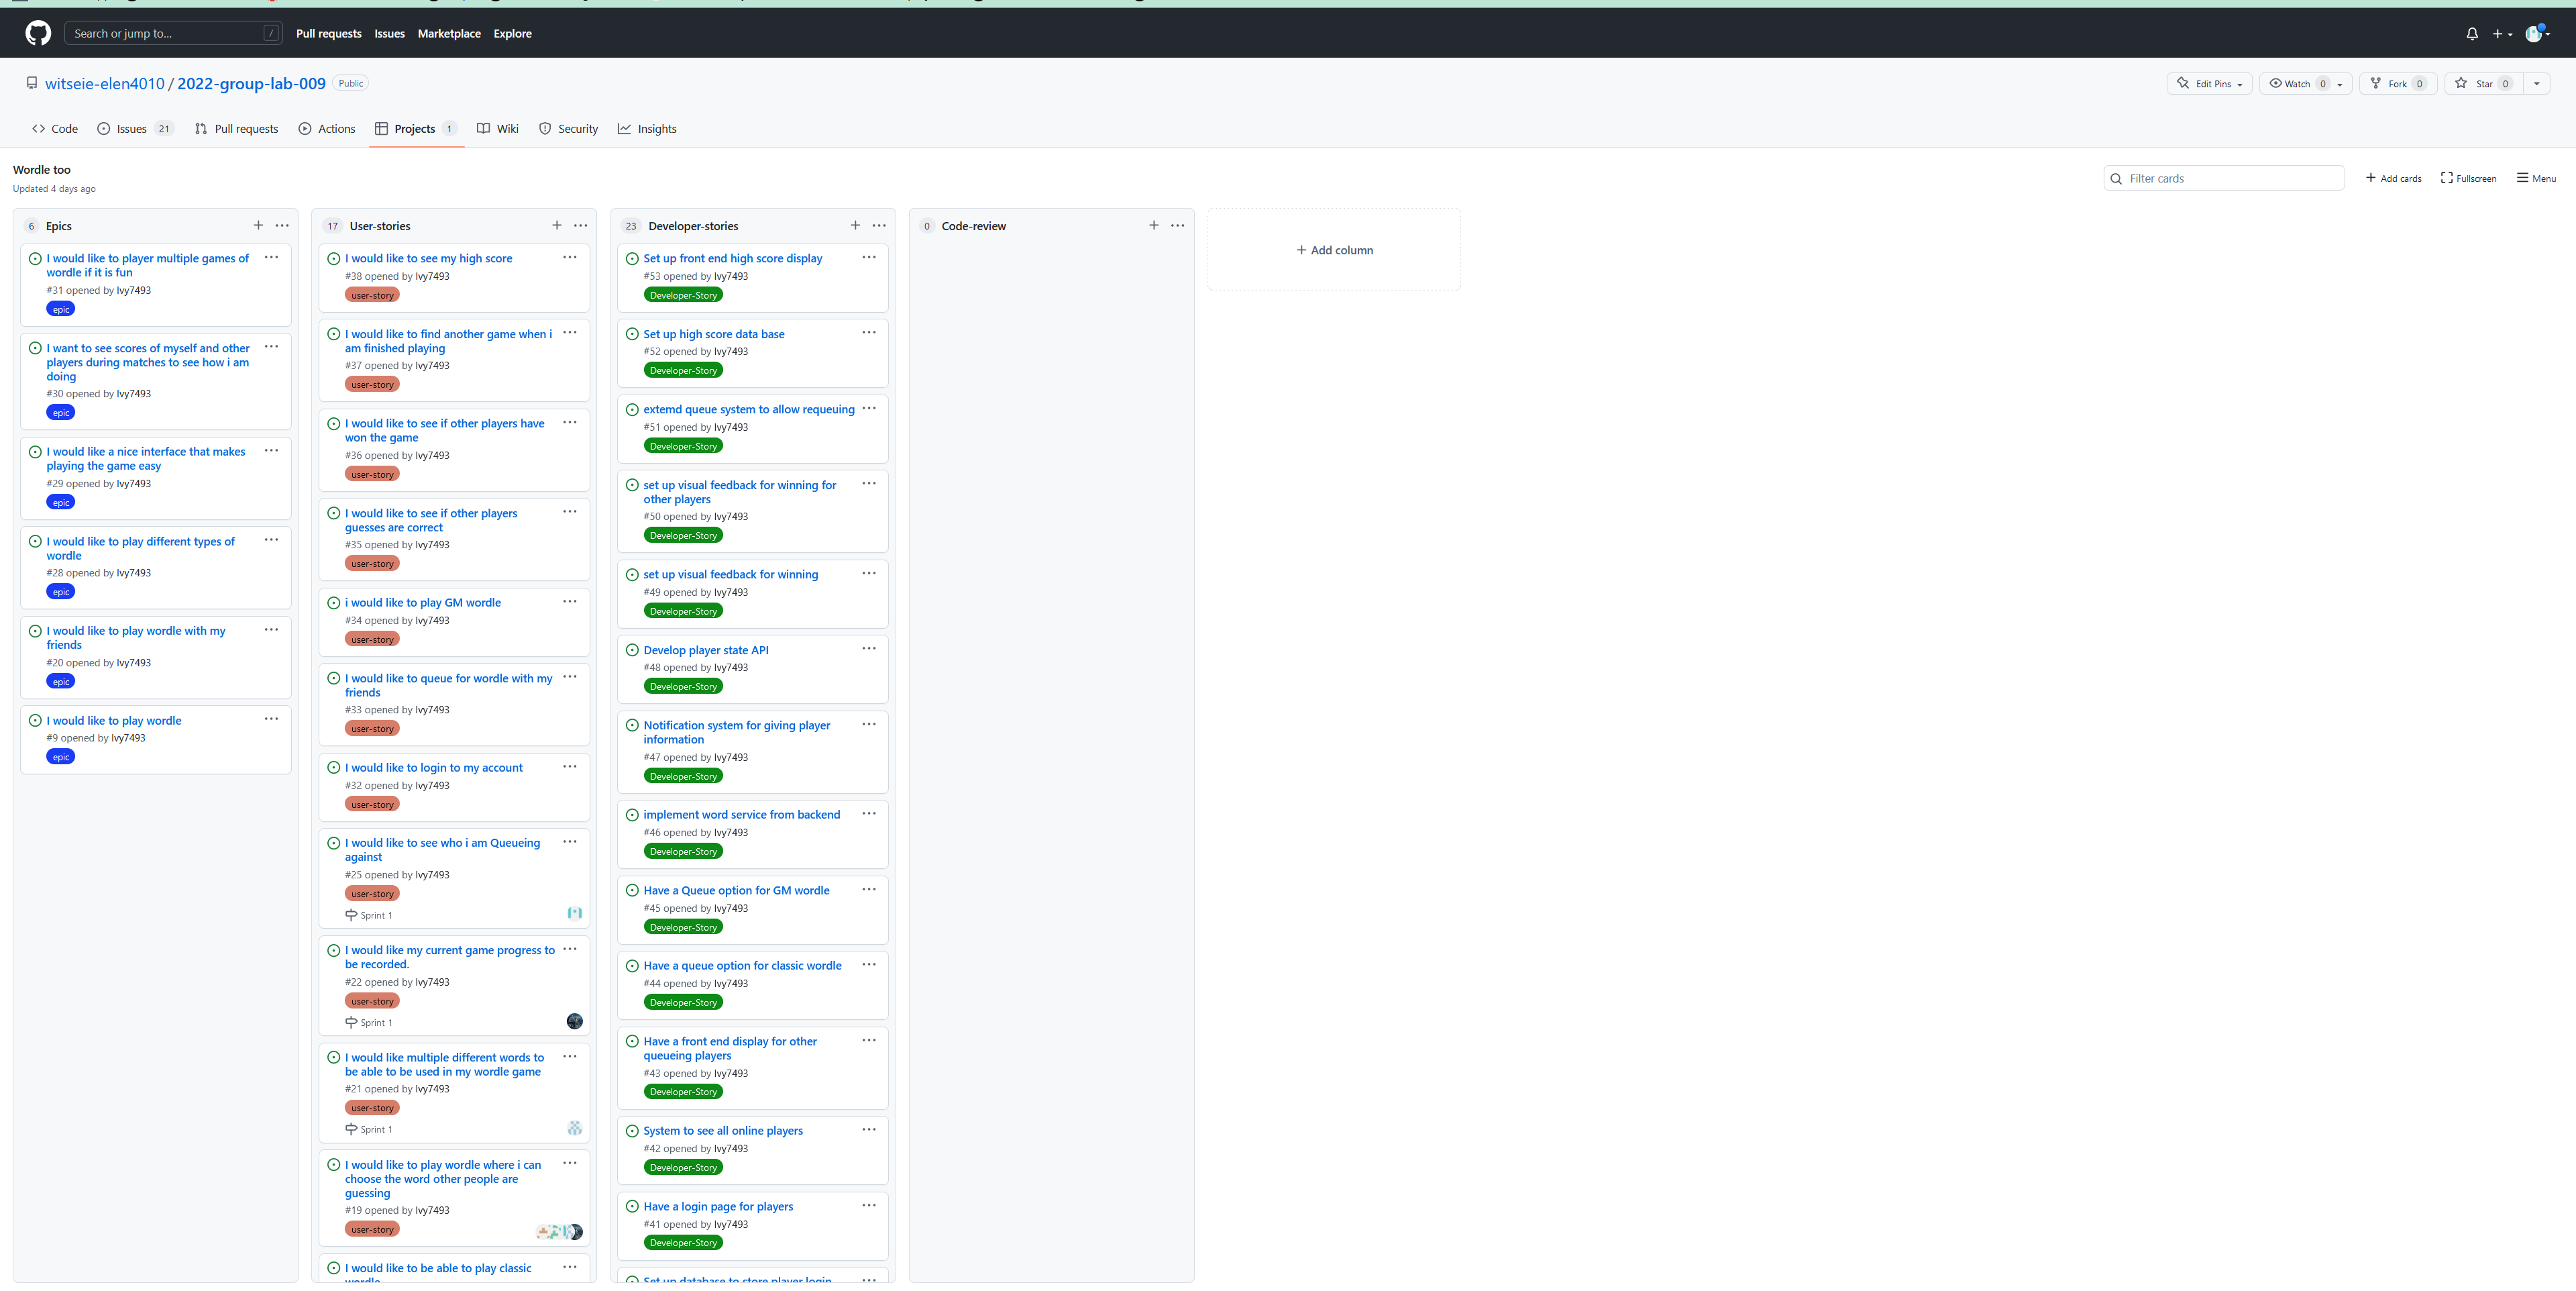 Search or jump to...
/
Pull requests
Issues
Marketplace
Explore
witseie-elen4010 / 2022-group-lab-009
Public
Edit Pins
Watch 0
Fork 0
Star 0
Code
Issues 21
Pull requests
Actions
Projects 1
Wiki
Security
Insights
Wordle too
Updated 4 days ago
Filter cards
Add cards
Fullscreen
Menu
6 Epics
I would like to player multiple games of
wordle if it is fun
#31 opened by Ivy7493
epic
I want to see scores of myself and other
players during matches to see how i am
doing
#30 opened by Ivy7493
epic
I would like a nice interface that makes
playing the game easy
#29 opened by Ivy7493
epic
I would like to play different types of
wordle
#28 opened by Ivy7493
epic
I would like to play wordle with my
friends
#20 opened by Ivy7493
epic
I would like to play wordle
#9 opened by Ivy7493
epic
17 User-stories
I would like to see my high score
#38 opened by Ivy7493
user-story
I would like to find another game when i
am finished playing
#37 opened by Ivy7493
user-story
I would like to see if other players have
won the game
#36 opened by Ivy7493
user-story
I would like to see if other players
guesses are correct
#35 opened by Ivy7493
user-story
i would like to play GM wordle
#34 opened by Ivy7493
user-story
I would like to queue for wordle with my
friends
#33 opened by Ivy7493
user-story
I would like to login to my account
#32 opened by Ivy7493
user-story
I would like to see who i am Queueing
against
#25 opened by Ivy7493
user-story
Sprint 1
I would like my current game progress to
be recorded.
#22 opened by Ivy7493
user-story
Sprint 1
I would like multiple different words to
be able to be used in my wordle game
#21 opened by Ivy7493
user-story
Sprint 1
I would like to play wordle where i can
choose the word other people are
guessing
#19 opened by Ivy7493
user-story
I would like to be able to play classic
wordle
23 Developer-stories
Set up front end high score display
#53 opened by Ivy7493
Developer-Story
Set up high score data base
#52 opened by Ivy7493
Developer-Story
extemd queue system to allow requeuing
#51 opened by Ivy7493
Developer-Story
set up visual feedback for winning for
other players
#50 opened by Ivy7493
Developer-Story
set up visual feedback for winning
#49 opened by Ivy7493
Developer-Story
Develop player state API
#48 opened by Ivy7493
Developer-Story
Notification system for giving player
information
#47 opened by Ivy7493
Developer-Story
implement word service from backend
#46 opened by Ivy7493
Developer-Story
Have a Queue option for GM wordle
#45 opened by Ivy7493
Developer-Story
Have a queue option for classic wordle
#44 opened by Ivy7493
Developer-Story
Have a front end display for other
queueing players
#43 opened by Ivy7493
Developer-Story
System to see all online players
#42 opened by Ivy7493
Developer-Story
Have a login page for players
#41 opened by Ivy7493
Developer-Story
Set up database to store player login
0 Code-review
Add column